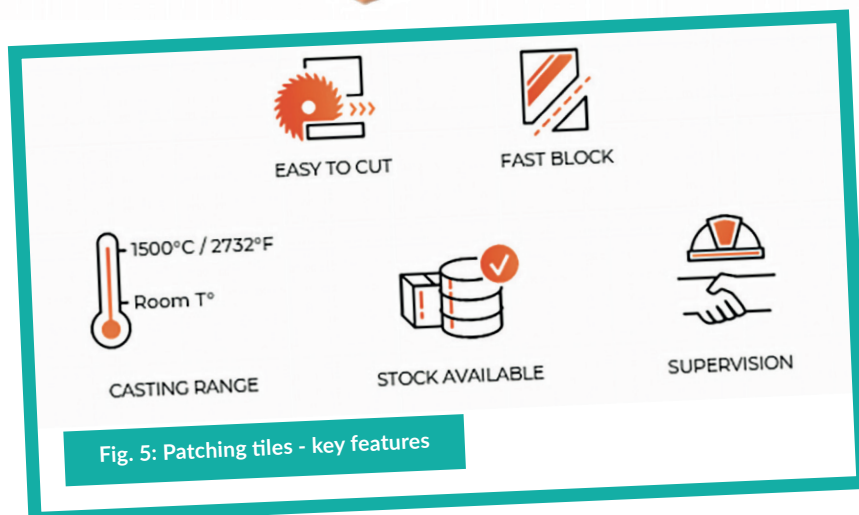 EASY TO CUT
FAST BLOCK
1500°C / 2732°F
Room T°
CASTING RANGE
STOCK AVAILABLE
SUPERVISION
Fig. 5: Patching tiles - key features